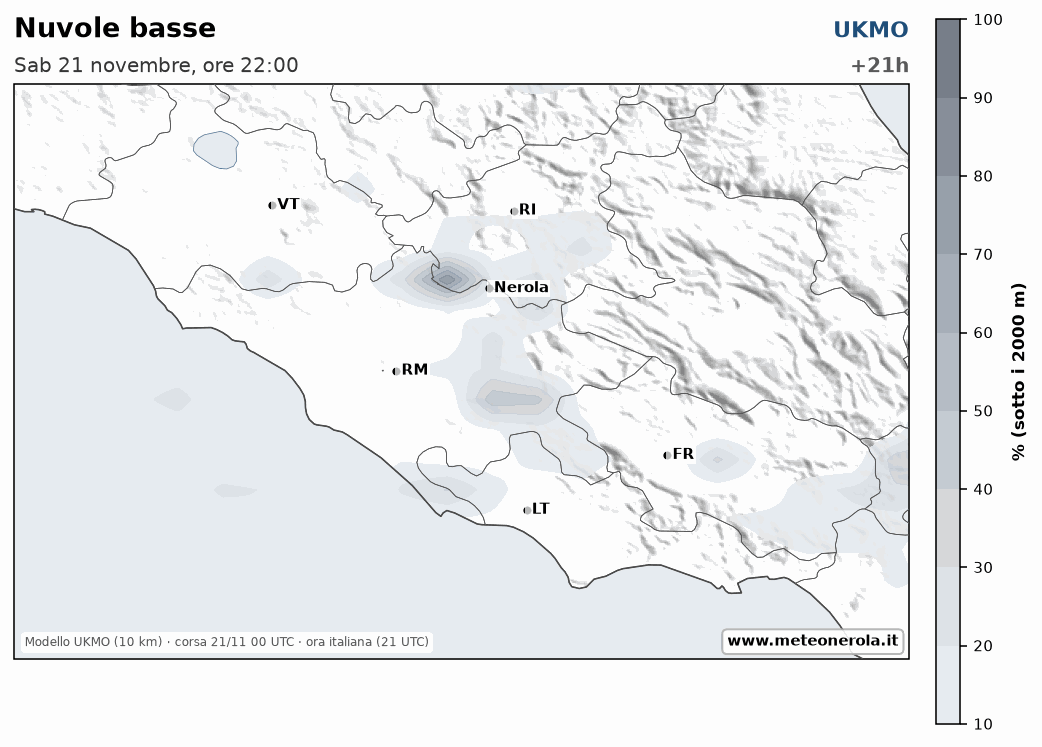 Nuvole basse
UKMO
Sab 21 novembre, ore 22:00
+21h
VT
RI
Nerola
RM
FR
LT
Modello UKMO (10 km) · corsa 21/11 00 UTC · ora italiana (21 UTC)
www.meteonerola.it
100
90
80
70
60
50
40
30
20
10
% (sotto i 2000 m)